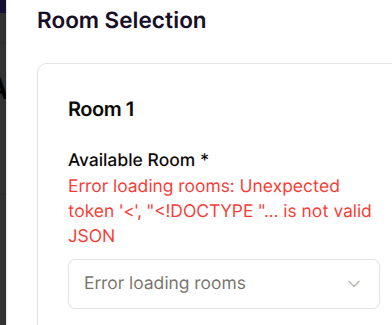 Room Selection
Room 1
Available Room *
Error loading rooms: Unexpected
token '<', "<!DOCTYPE "... is not valid
JSON
Error loading rooms